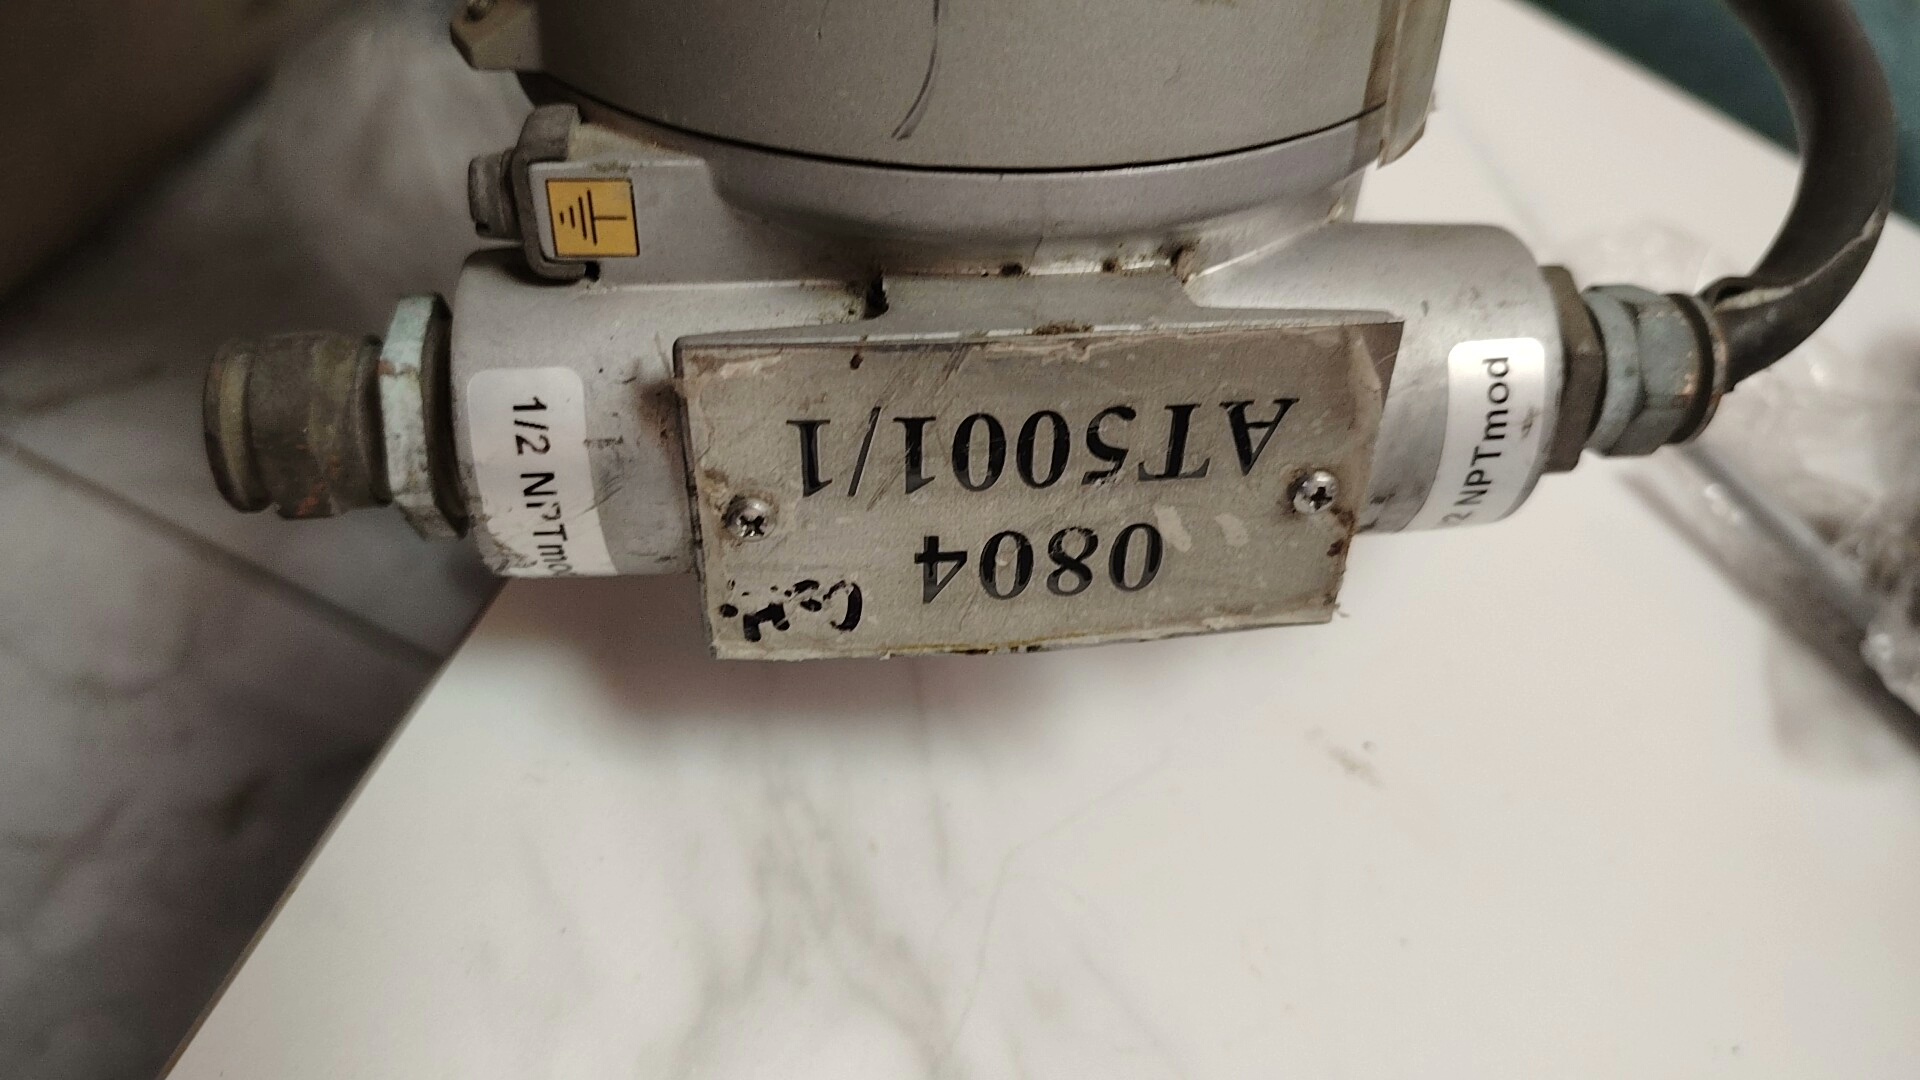 0804
AT5001/1
1/2 NPTmod
NPTmod